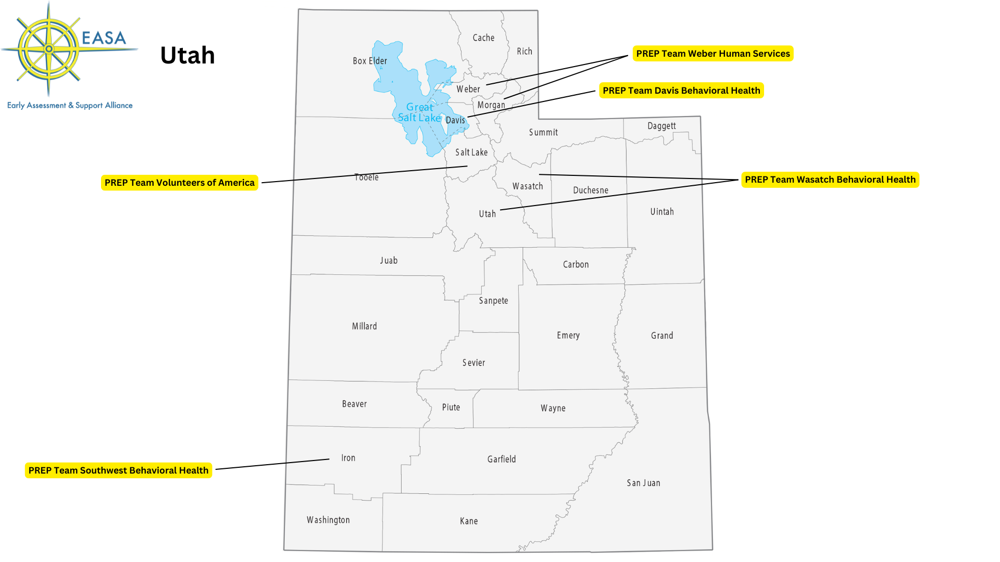 EASA
Early Assessment & Support Alliance
Utah
Cache
Rich
PREP Team Weber Human Services
Box Elder
Weber
PREP Team Davis Behavioral Health
Morgan
Great
Salt Lake
Davis
Summit
Daggett
Salt Lake
PREP Team Volunteers of America
Tooele
Wasatch
PREP Team Wasatch Behavioral Health
Duchesne
Utah
Uintah
Juab
Carbon
Sanpete
Millard
Emery
Grand
Sevier
Beaver
Piute
Wayne
PREP Team Southwest Behavioral Health
Iron
Garfield
San Juan
Washington
Kane